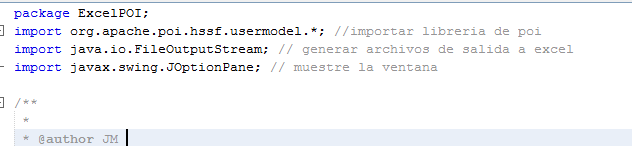 package ExcelPOI;
import org.apache.poi.hssf.usermodel.*; //importar libreria de poi
import java.io.FileOutputStream; // generar archivos de salida a excel
import javax.swing.JOptionPane; // muestre la ventana
/**
*
* @author JM